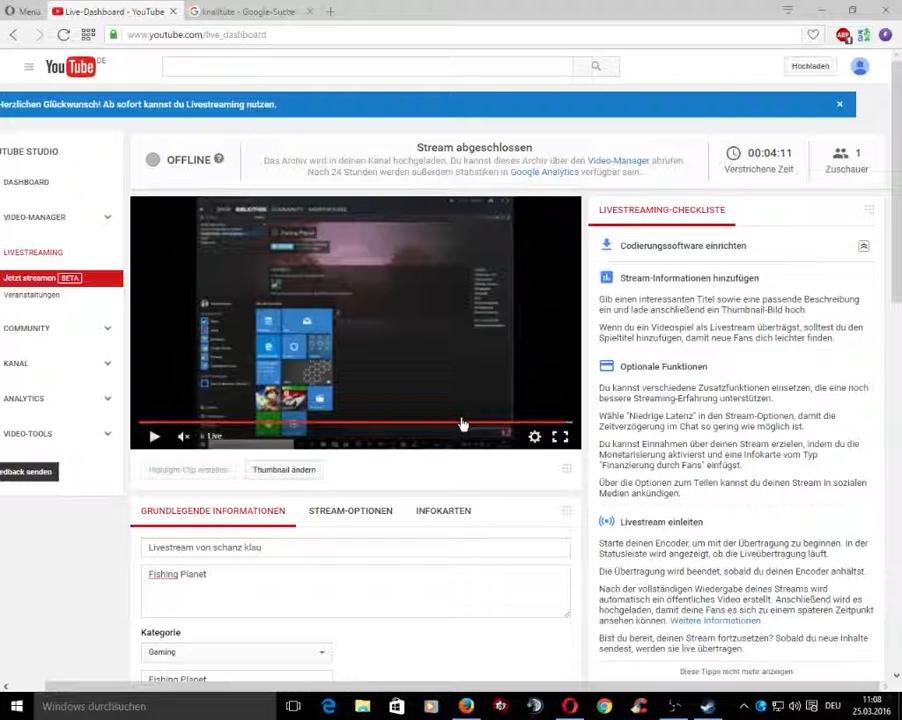 Menü
Live-Dashboard - YouTube
knalltüte - Google-Suche
www.youtube.com/live_dashboard
YouTube DE
Hochladen
Herzlichen Glückwunsch! Ab sofort kannst du Livestreaming nutzen.
TUBE STUDIO
DASHBOARD
VIDEO-MANAGER
LIVESTREAMING
Jetzt streamen BETA
Veranstaltungen
COMMUNITY
KANAL
ANALYTICS
VIDEO-TOOLS
edback senden
OFFLINE
Stream abgeschlossen
Das Archiv wird in deinen Kanal hochgeladen. Du kannst dieses Archiv über den Video-Manager abrufen
Nach 24 Stunden werden außerdem Statistiken in Google Analytics verfügbar sein.
00:04:11
Verstrichene Zeit
1
Zuschauer
BIBLIOTHEK COMMUNITY
Fishing Planet
Live
Highlight-Clip erstellen
Thumbnail ändern
GRUNDLEGENDE INFORMATIONEN
STREAM-OPTIONEN
INFOKARTEN
Livestream von schanz klau
Fishing Planet
Kategorie
Gaming
Fishing Planet
LIVESTREAMING-CHECKLISTE
Codierungssoftware einrichten
Stream-Informationen hinzufügen
Gib einen interessanten Titel sowie eine passende Beschreibung
ein und lade anschließend ein Thumbnail-Bild hoch.
Wenn du ein Videospiel als Livestream überträgst, solltest du den
Spieltitel hinzufügen, damit neue Fans dich leichter finden.
Optionale Funktionen
Du kannst verschiedene Zusatzfunktionen einsetzen, die eine noch
bessere Streaming-Erfahrung unterstützen.
Wähle "Niedrige Latenz" in den Stream-Optionen, damit die
Zeitverzögerung im Chat so gering wie möglich ist.
Du kannst Einnahmen über deinen Stream erzielen, indem du die
Monetarisierung aktivierst und eine Infokarte vom Typ
"Finanzierung durch Fans" einfügst.
Über die Optionen zum Teilen kannst du deinen Stream in sozialen
Medien ankündigen.
Livestream einleiten
Starte deinen Encoder, um mit der Übertragung zu beginnen. In der
Statusleiste wird angezeigt, ob die Liveübertragung läuft.
Die Übertragung wird beendet, sobald du deinen Encoder anhältst.
Nach der vollständigen Wiedergabe deines Streams wird
automatisch ein öffentliches Video erstellt. Anschließend wird es
hochgeladen, damit deine Fans es sich zu einem späteren Zeitpunkt
ansehen können. Weitere Informationen
Bist du bereit, deinen Stream fortzusetzen? Sobald du neue Inhalte
sendest, werden sie live übertragen.
Diese Tipps nicht mehr anzeigen
Windows durchsuchen
DEU
11:08
25.03.2016